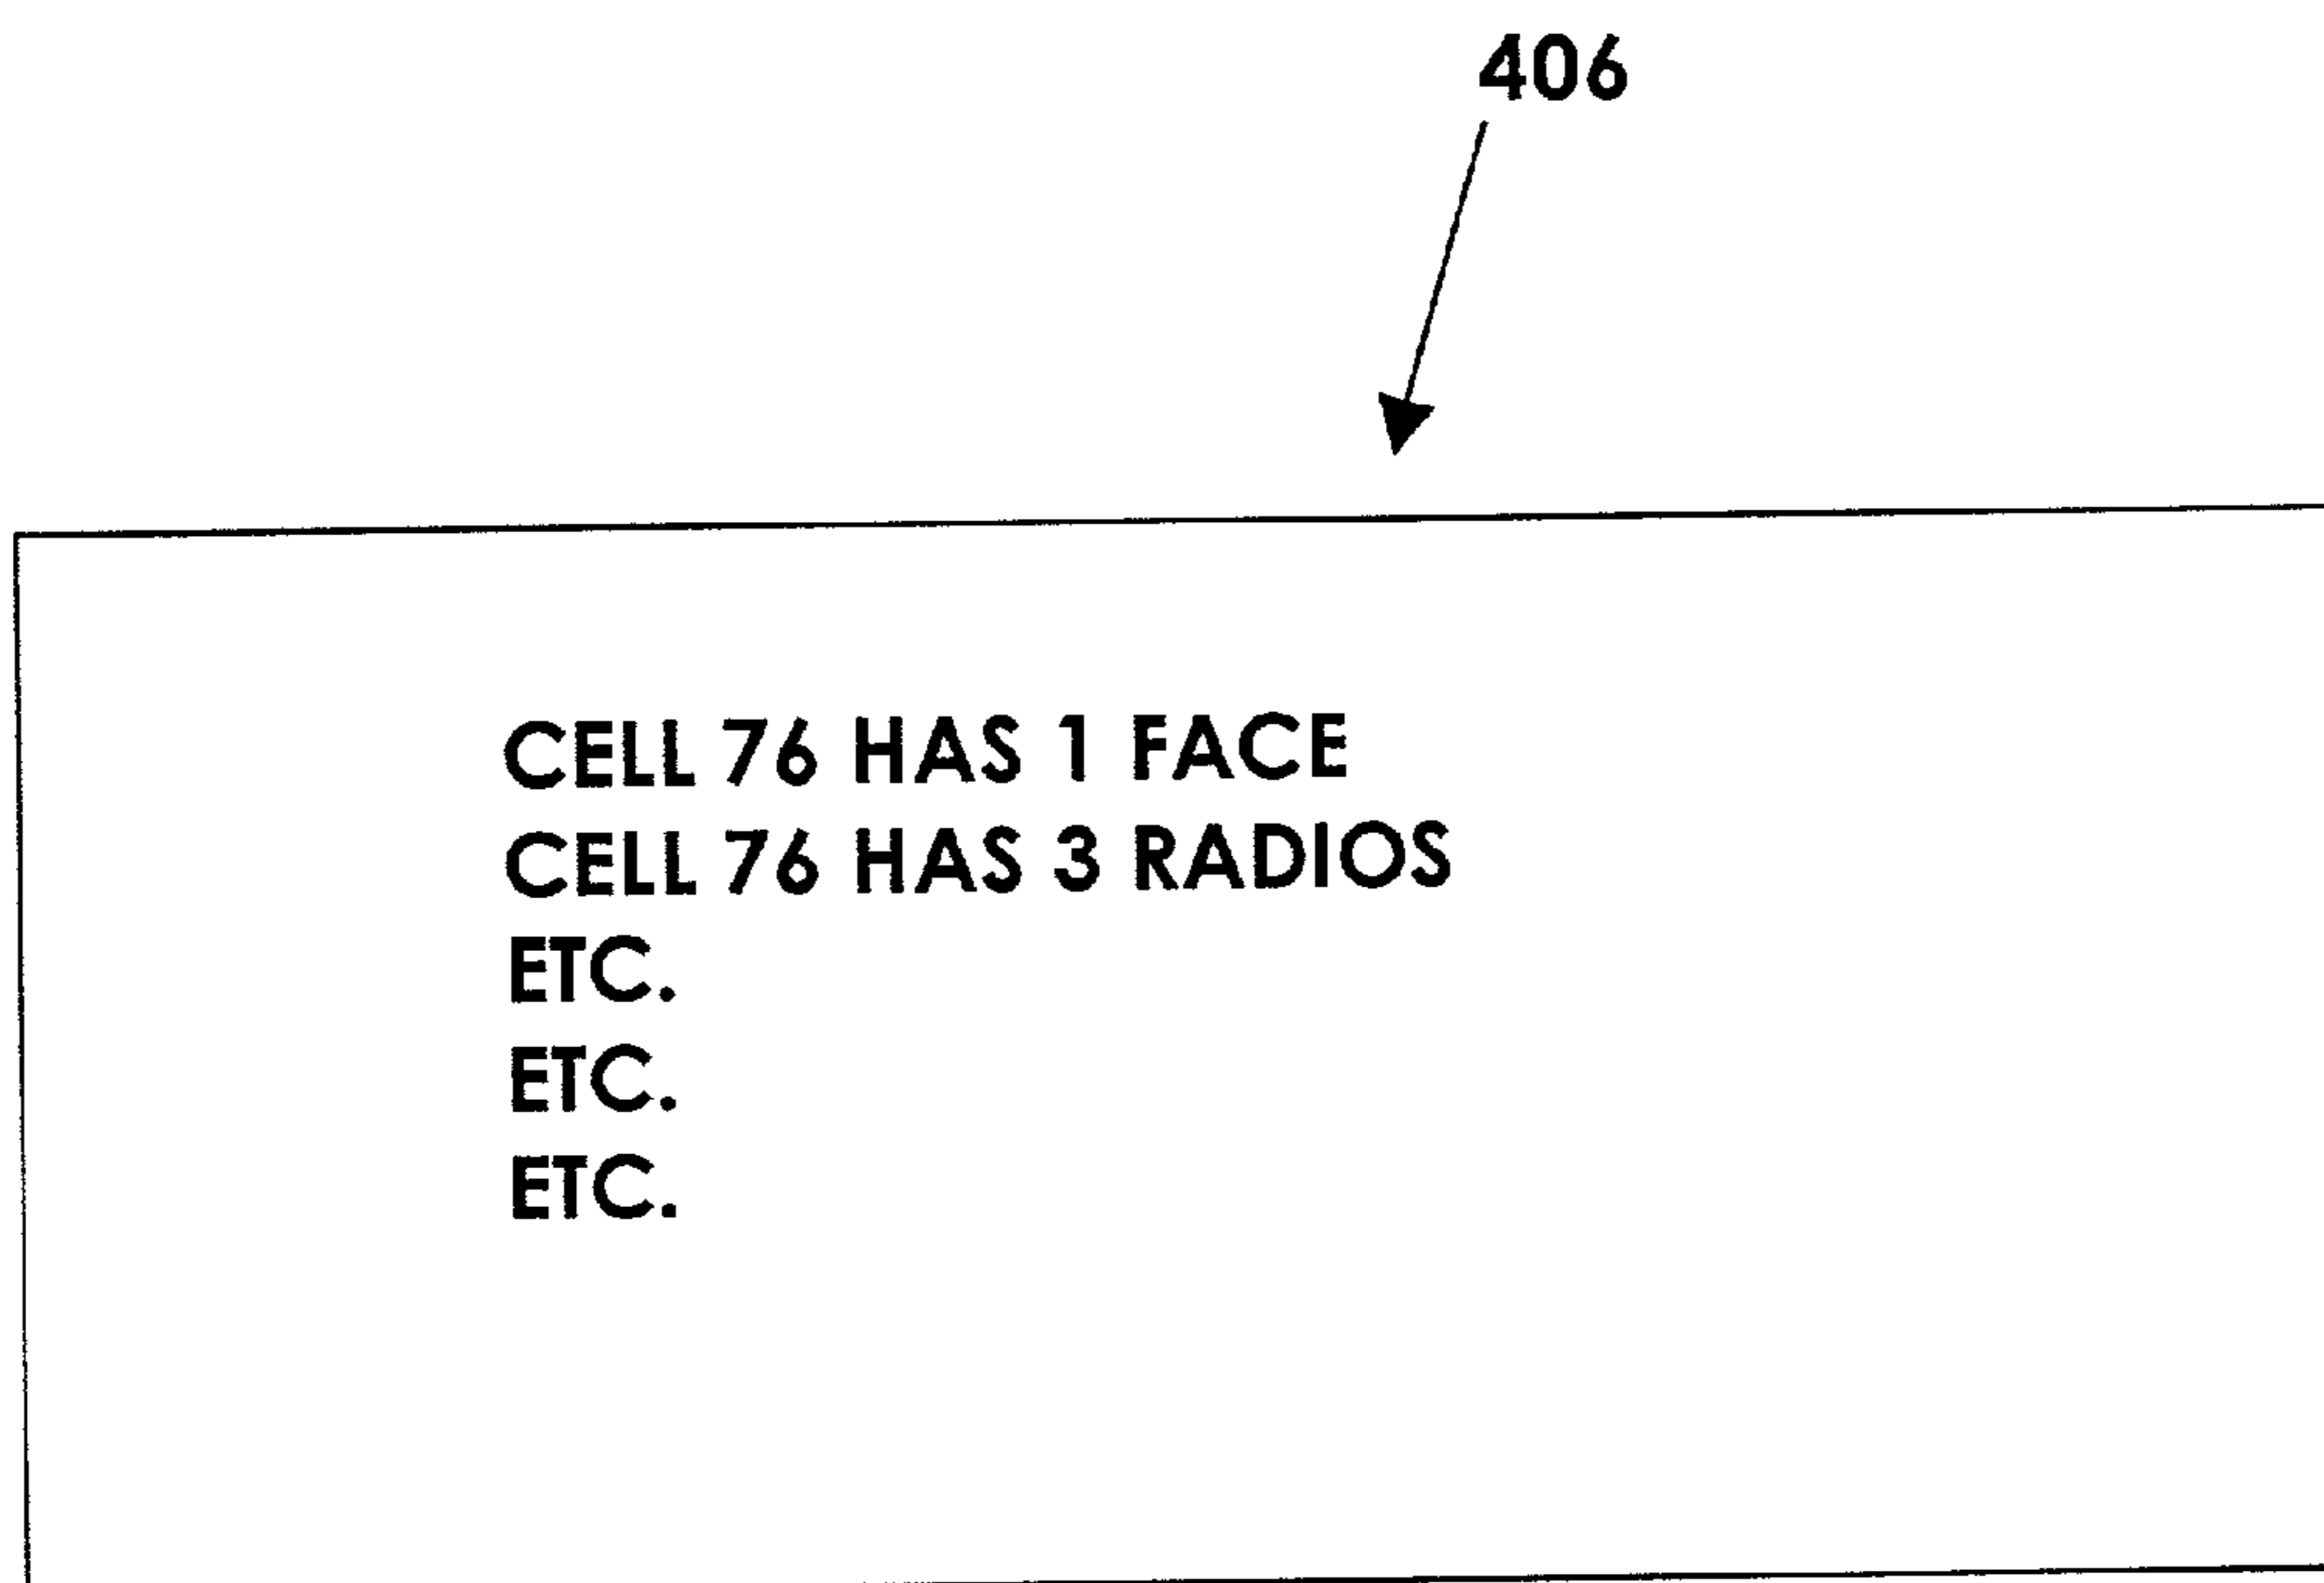 406
CELL 76 HAS 1 FACE
CELL 76 HAS 3 RADIOS
ETC.
ETC.
ETC.